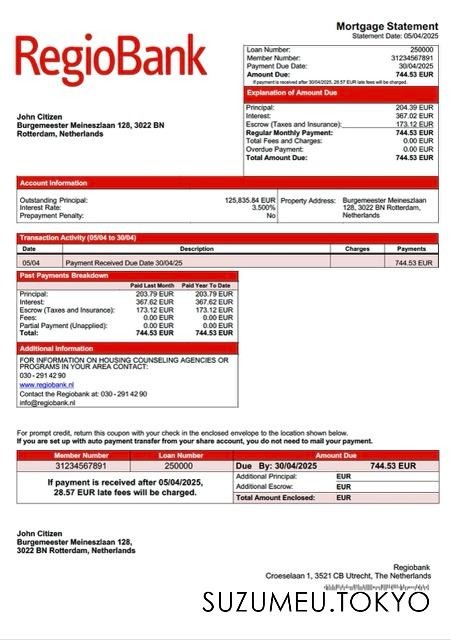 RegioBank
Mortgage Statement
Statement Date: 05/04/2025
Loan Number: 250000
Member Number: 31234567891
Payment Due Date: 30/04/2025
Amount Due: 744.53 EUR
If payment is received after 30/04/2025, 28.57 EUR late fees will be charged.
Explanation of Amount Due
Principal: 204.39 EUR
Interest: 367.02 EUR
Escrow (Taxes and Insurance): 173.12 EUR
Regular Monthly Payment: 744.53 EUR
Total Fees and Charges: 0.00 EUR
Overdue Payment: 0.00 EUR
Total Amount Due: 744.53 EUR
John Citizen
Burgemeester Meineszlaan 128, 3022 BN
Rotterdam, Netherlands
Account Information
Outstanding Principal: 125,835.84 EUR
Interest Rate: 3.500%
Prepayment Penalty: No
Property Address: Burgemeester Meineszlaan
128, 3022 BN Rotterdam,
Netherlands
Transaction Activity (05/04 to 30/04)
Date Description Charges Payments
05/04 Payment Received Due Date 30/04/25 744.53 EUR
Past Payments Breakdown
Paid Last Month Paid Year To Date
Principal: 203.79 EUR 203.79 EUR
Interest: 367.62 EUR 367.62 EUR
Escrow (Taxes and Insurance): 173.12 EUR 173.12 EUR
Fees: 0.00 EUR 0.00 EUR
Partial Payment (Unapplied): 0.00 EUR 0.00 EUR
Total: 744.53 EUR 744.53 EUR
Additional Information
FOR INFORMATION ON HOUSING COUNSELING AGENCIES OR
PROGRAMS IN YOUR AREA CONTACT:
030 - 291 42 90
www.regiobank.nl
Contact the Regiobank at: 030 - 291 42 90
info@regiobank.nl
For prompt credit, return this coupon with your check in the enclosed envelope to the location shown below.
If you are set up with auto payment transfer from your share account, you do not need to mail your payment.
Member Number Loan Number Amount Due
31234567891 250000 Due By: 30/04/2025 744.53 EUR
If payment is received after 05/04/2025,
28.57 EUR late fees will be charged.
Additional Principal: EUR
Additional Escrow: EUR
Total Amount Enclosed: EUR
John Citizen
Burgemeester Meineszlaan 128,
3022 BN Rotterdam, Netherlands
Regiobank
Croeselaan 1, 3521 CB Utrecht, The Netherlands
SUZUMEU.TOKYO